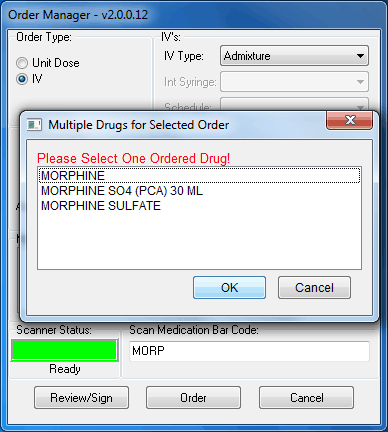 Order Manager - v2.0.0.12
Order Type:
Unit Dose
IV
IV's:
IV Type:
Admixture
Int Syringe:
Schedule:
Multiple Drugs for Selected Order
Please Select One Ordered Drug!
MORPHINE
MORPHINE SO4 (PCA) 30 ML
MORPHINE SULFATE
OK
Cancel
Scanner Status:
Ready
Scan Medication Bar Code:
MORP
Review/Sign
Order
Cancel